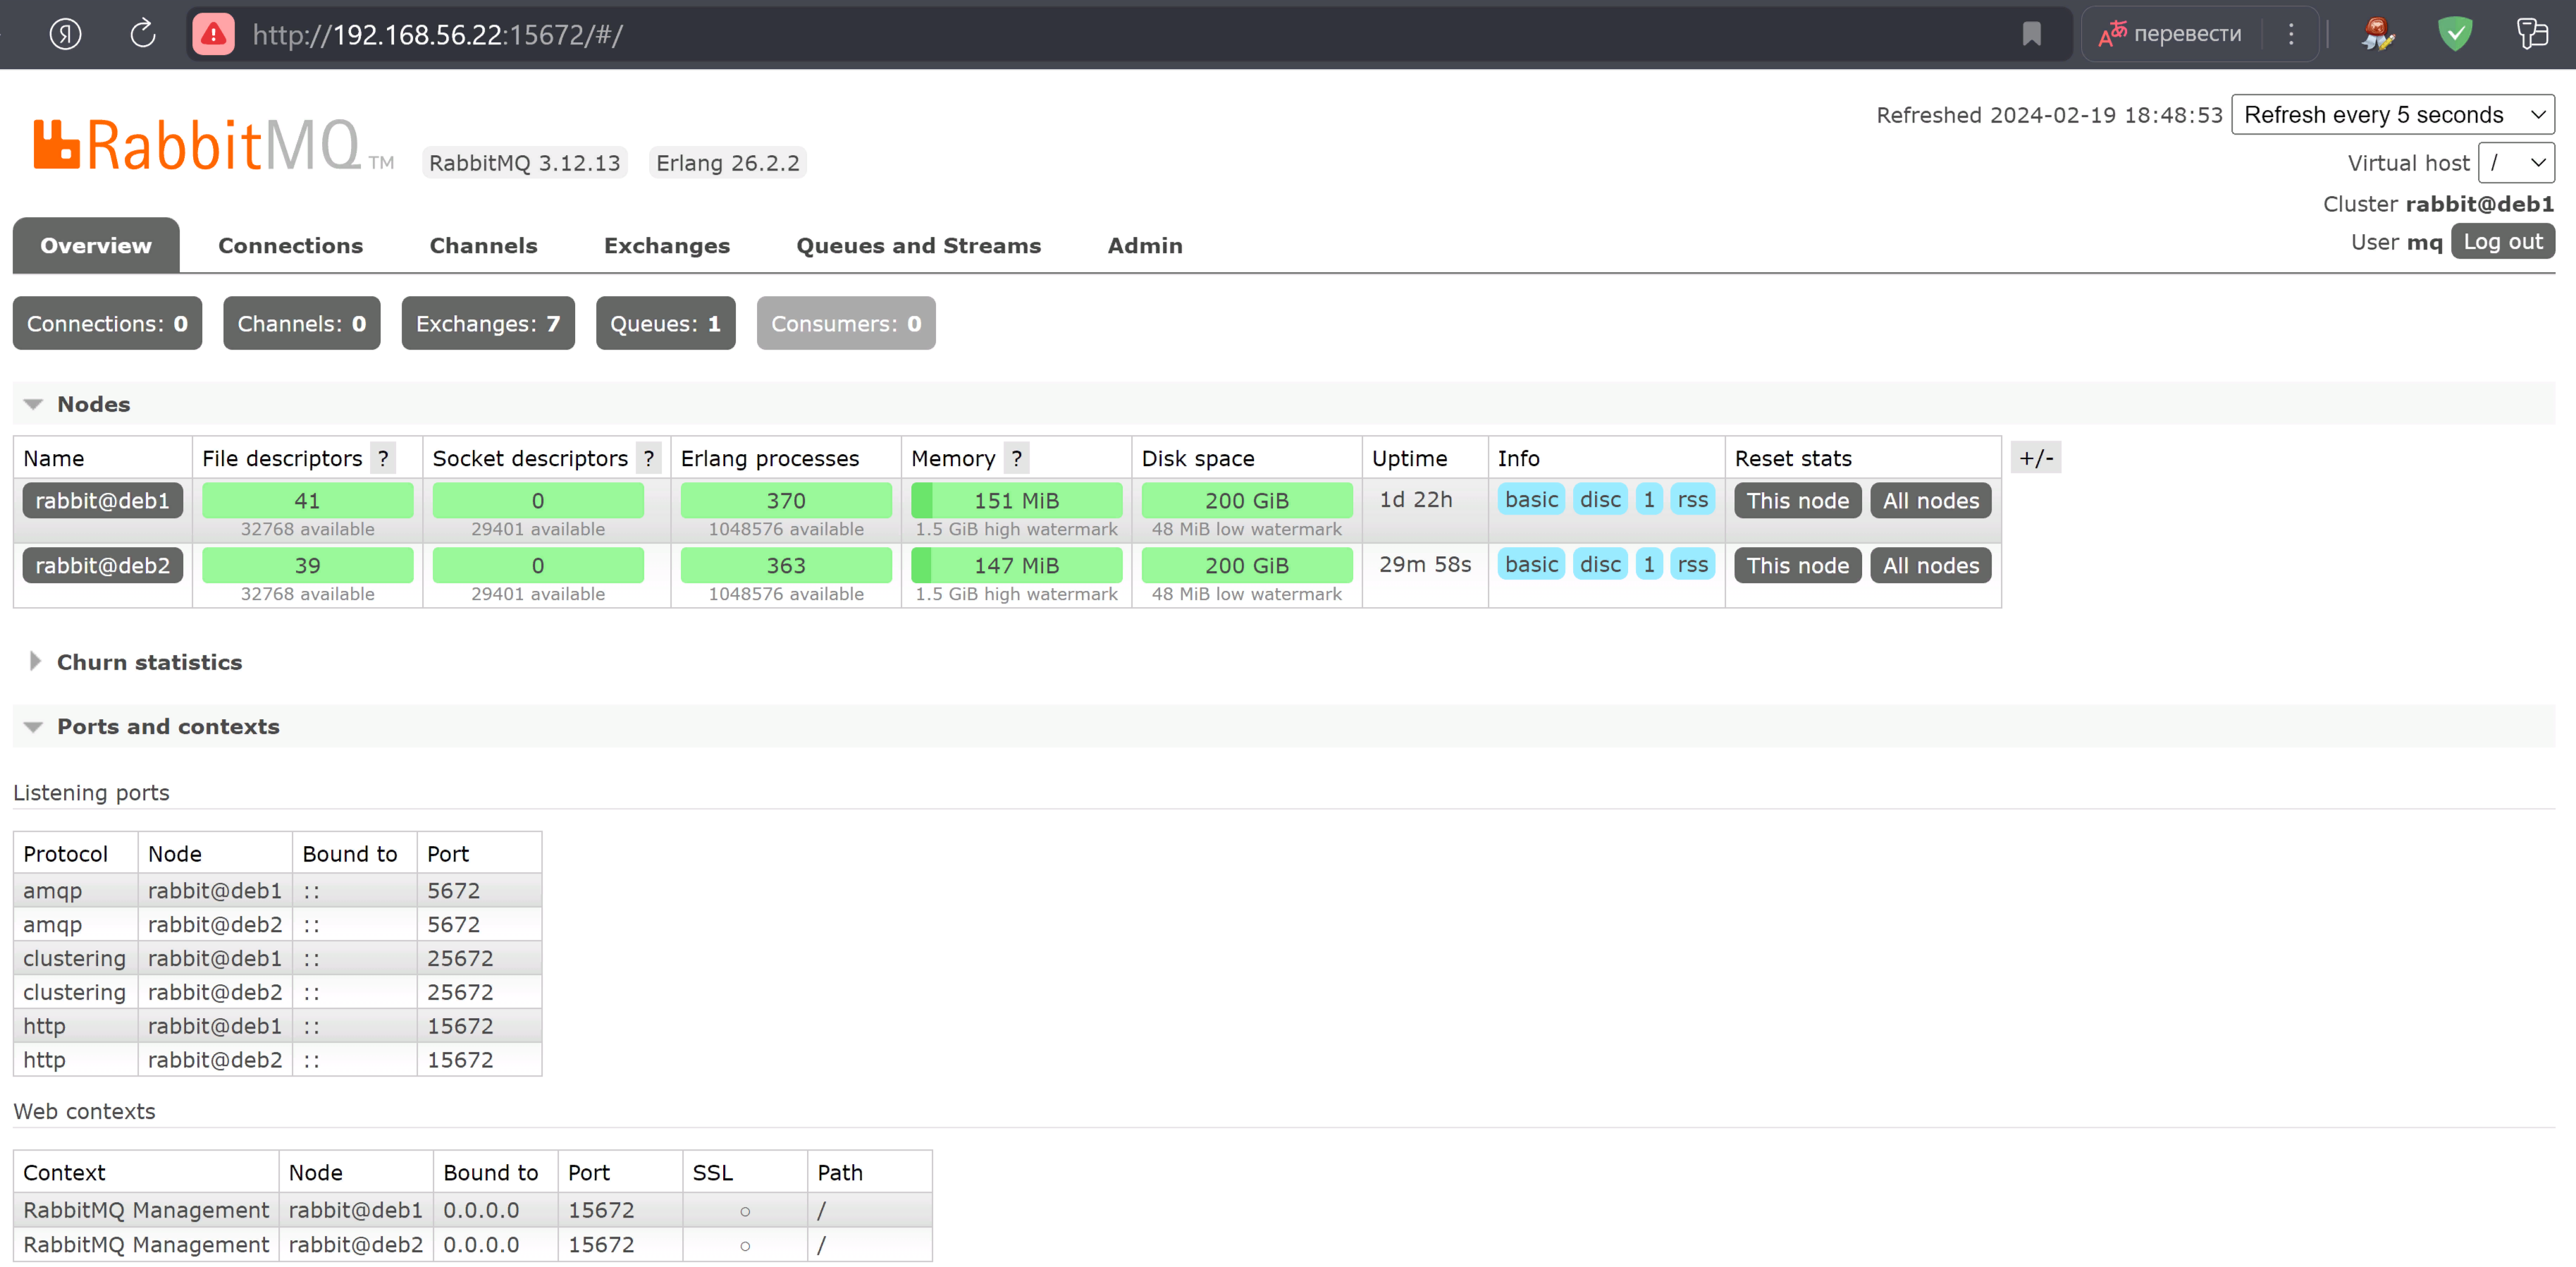 http://192.168.56.22:15672/#/
перевести
RabbitMQ TM
RabbitMQ 3.12.13 Erlang 26.2.2
Refreshed 2024-02-19 18:48:53 Refresh every 5 seconds
Virtual host /
Cluster rabbit@deb1
User mq Log out
Overview Connections Channels Exchanges Queues and Streams Admin
Connections: 0 Channels: 0 Exchanges: 7 Queues: 1 Consumers: 0
Nodes
Name File descriptors ? Socket descriptors ? Erlang processes Memory ? Disk space Uptime Info Reset stats +/-
rabbit@deb1 41 0 370 151 MiB 200 GiB 1d 22h basic disc 1 rss This node All nodes
32768 available 29401 available 1048576 available 1.5 GiB high watermark 48 MiB low watermark
rabbit@deb2 39 0 363 147 MiB 200 GiB 29m 58s basic disc 1 rss This node All nodes
32768 available 29401 available 1048576 available 1.5 GiB high watermark 48 MiB low watermark
Churn statistics
Ports and contexts
Listening ports
Protocol Node Bound to Port
amqp rabbit@deb1 :: 5672
amqp rabbit@deb2 :: 5672
clustering rabbit@deb1 :: 25672
clustering rabbit@deb2 :: 25672
http rabbit@deb1 :: 15672
http rabbit@deb2 :: 15672
Web contexts
Context Node Bound to Port SSL Path
RabbitMQ Management rabbit@deb1 0.0.0.0 15672 ○ /
RabbitMQ Management rabbit@deb2 0.0.0.0 15672 ○ /